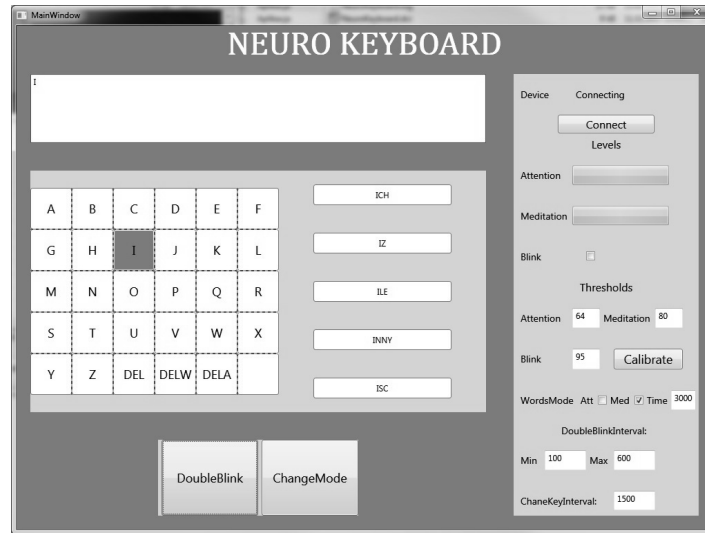 MainWindow
NEURO KEYBOARD
I
A B C D E F
G H I J K L
M N O P Q R
S T U V W X
Y Z DEL DELW DELA
ICH
IZ
ILE
INNY
ISC
DoubleBlink ChangeMode
Device Connecting
Connect
Levels
Attention
Meditation
Blink
Thresholds
Attention 64 Meditation 80
Blink 95 Calibrate
WordsMode Att Med Time 3000
DoubleBlinkInterval:
Min 100 Max 600
ChaneKeyInterval: 1500